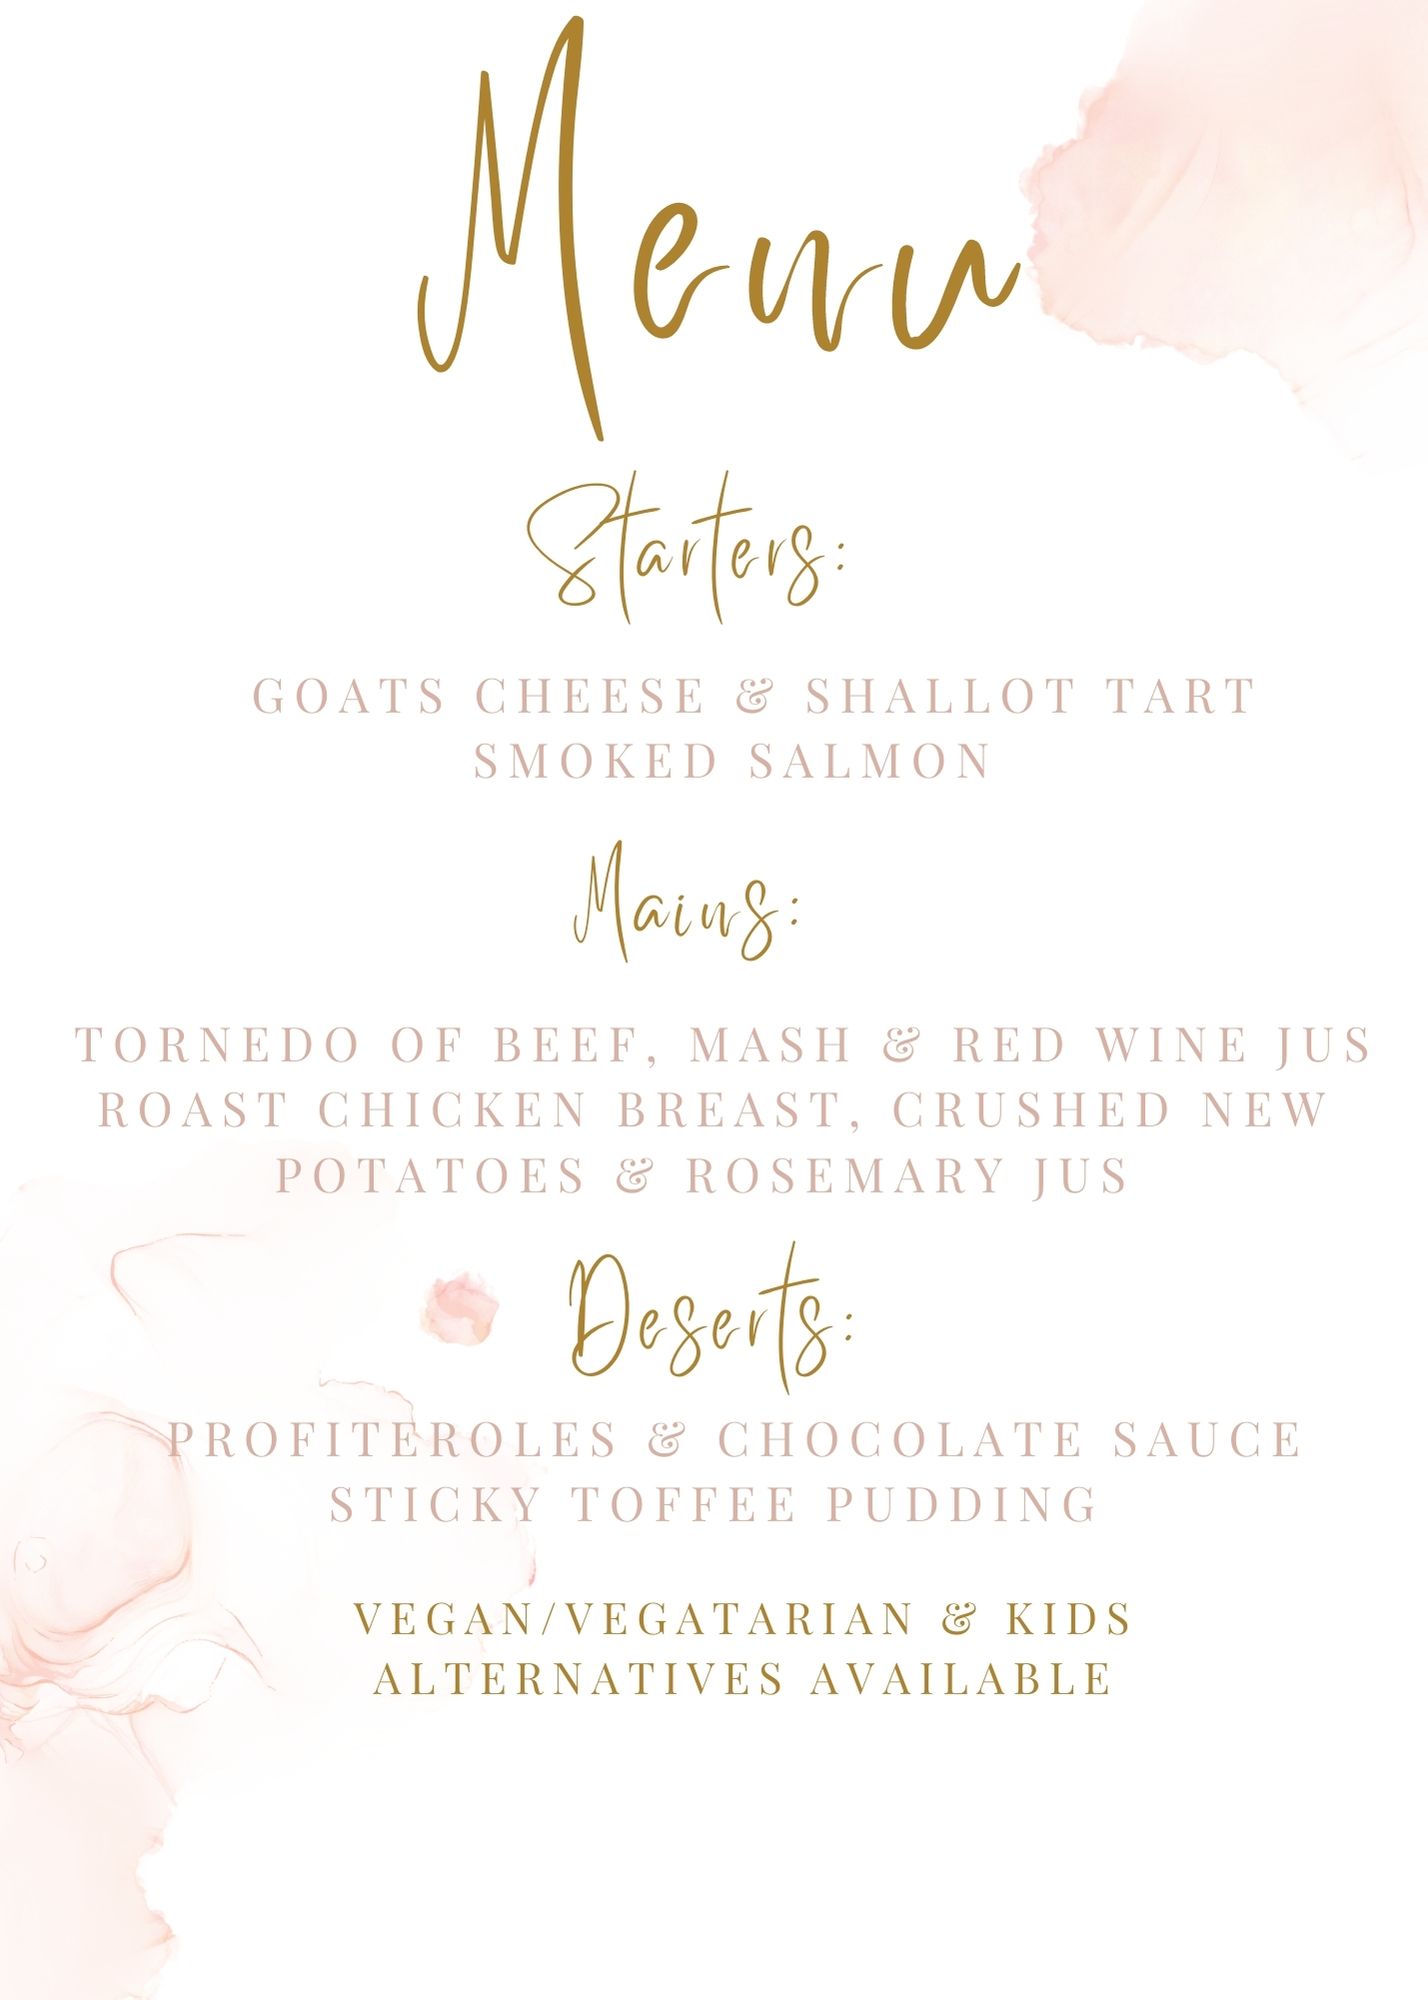 Menu
Starters:
GOATS CHEESE & SHALLOT TART
SMOKED SALMON
Mains:
TORNEDO OF BEEF, MASH & RED WINE JUS
ROAST CHICKEN BREAST, CRUSHED NEW
POTATOES & ROSEMARY JUS
Deserts:
PROFITEROLES & CHOCOLATE SAUCE
STICKY TOFFEE PUDDING
VEGAN/VEGATARIAN & KIDS
ALTERNATIVES AVAILABLE